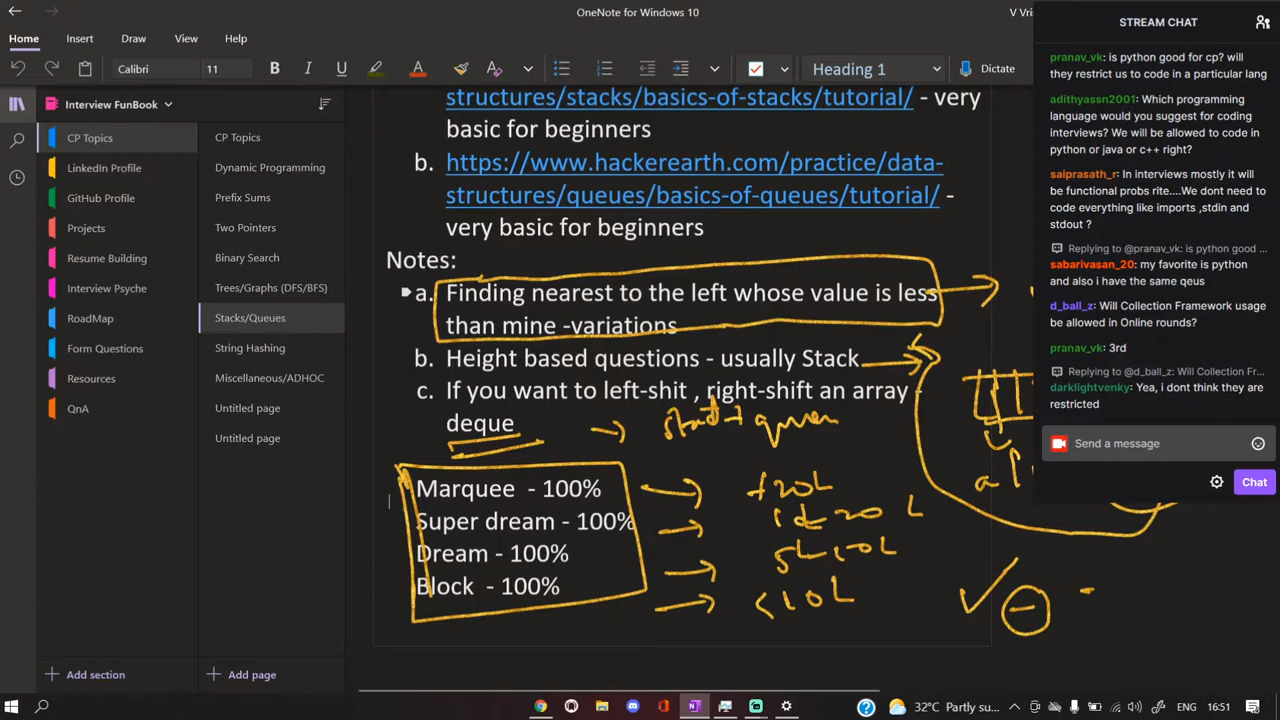 OneNote for Windows 10
V Vri
Home
Insert
Draw
View
Help
Calibri
11
B
I
U
A
A
Heading 1
Dictate
Interview FunBook
CP Topics
LinkedIn Profile
GitHub Profile
Projects
Resume Building
Interview Psyche
RoadMap
Form Questions
Resources
QnA
Add section
CP Topics
Dynamic Programming
Prefix Sums
Two Pointers
Binary Search
Trees/Graphs (DFS/BFS)
Stacks/Queues
String Hashing
Miscellaneous/ADHOC
Untitled page
Untitled page
Add page
structures/stacks/basics-of-stacks/tutorial/ - very
basic for beginners
b. https://www.hackerearth.com/practice/data-
structures/queues/basics-of-queues/tutorial/ -
very basic for beginners
Notes:
a. Finding nearest to the left whose value is less
than mine -variations
b. Height based questions - usually Stack
c. If you want to left-shit , right-shift an array -
deque
Marquee - 100%
Super dream - 100%
Dream - 100%
Block - 100%
STREAM CHAT
pranav_vk: is python good for cp? will
they restrict us to code in a particular lang
adithyassn2001: Which programming
language would you suggest for coding
interviews? We will be allowed to code in
python or java or c++ right?
saiprasath_r: In interviews mostly it will
be functional probs rite....We dont need to
code everything like imports ,stdin and
stdout ?
Replying to @pranav_vk: is python good ...
sabarivasan_20: my favorite is python
and also i have the same qeus
d_ball_z: Will Collection Framework usage
be allowed in Online rounds?
pranav_vk: 3rd
Replying to @d_ball_z: Will Collection Fr...
darklightvenky: Yea, i dont think they are
restricted
Send a message
Chat
N
32°C Partly su...
ENG
16:51